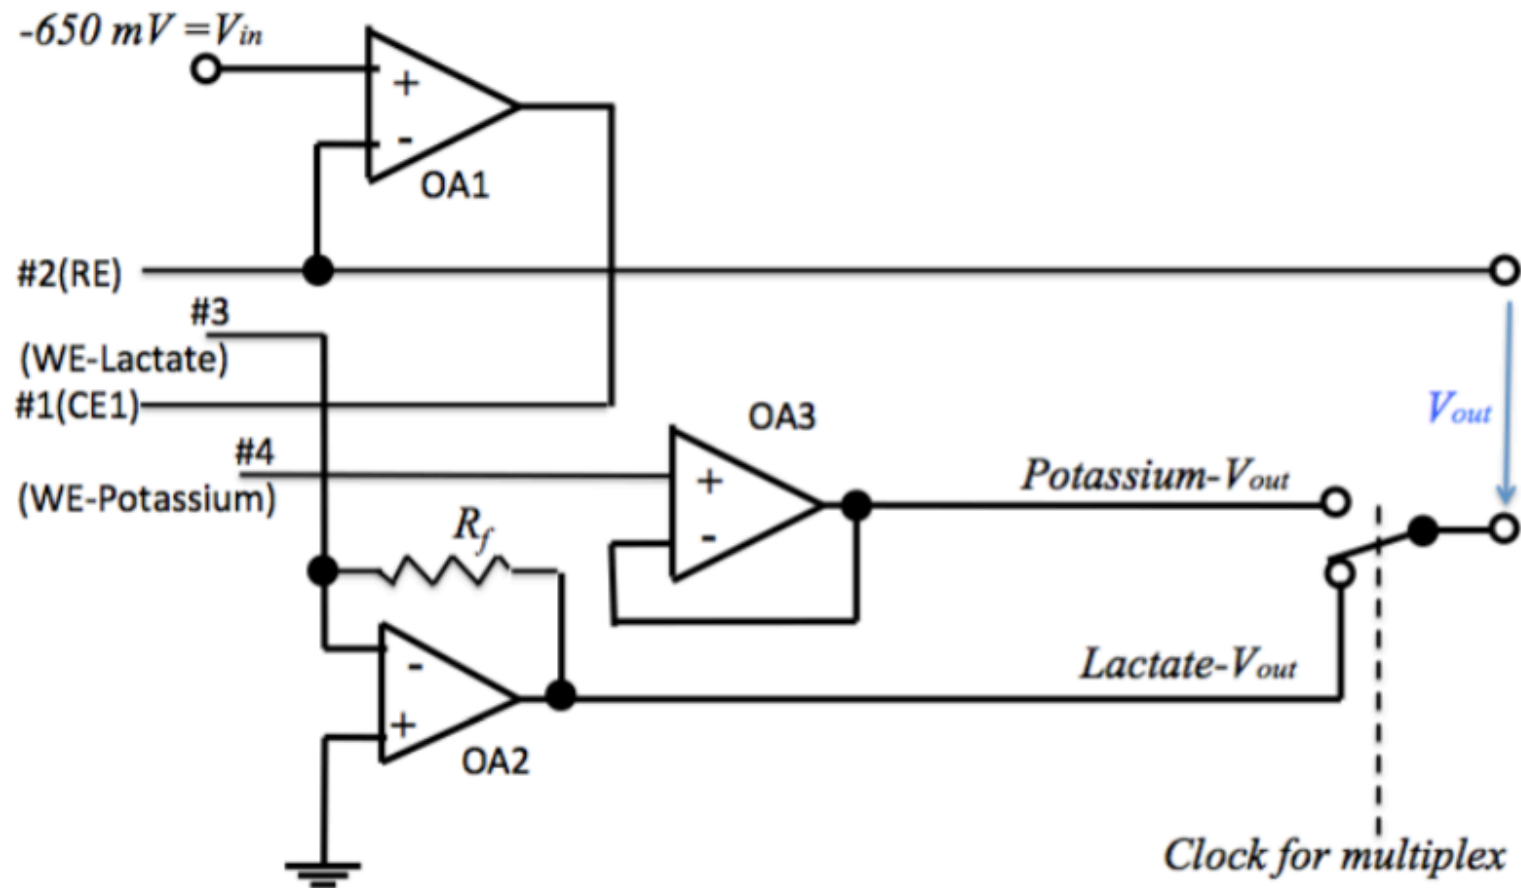 -650 mV =Vin
+
-
OA1
#2(RE)
#3
(WE-Lactate)
#1(CE1)
#4
(WE-Potassium)
OA3
+
-
Potassium-Vout
Vout
Rf
-
+
OA2
Lactate-Vout
Clock for multiplex